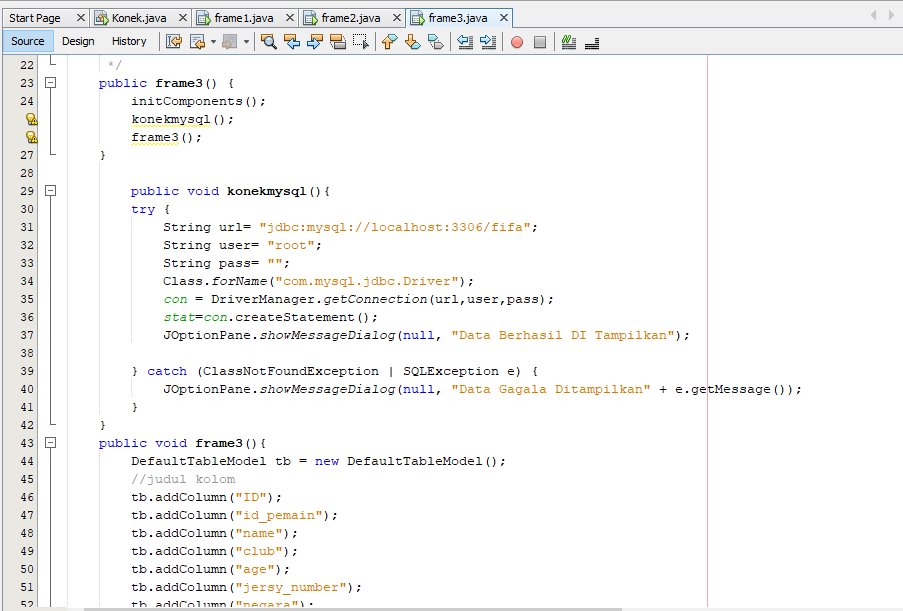 Start Page Konek.java frame1.java frame2.java frame3.java
Source Design History
22 */
23 public frame3() {
24 initComponents();
konekmysql();
frame3();
27 }
28
29 public void konekmysql(){
30 try {
31 String url= "jdbc:mysql://localhost:3306/fifa";
32 String user= "root";
33 String pass= "";
34 Class.forName("com.mysql.jdbc.Driver");
35 con = DriverManager.getConnection(url,user,pass);
36 stat=con.createStatement();
37 JOptionPane.showMessageDialog(null, "Data Berhasil DI Tampilkan");
38
39 } catch (ClassNotFoundException | SQLException e) {
40 JOptionPane.showMessageDialog(null, "Data Gagala Ditampilkan" + e.getMessage());
41 }
42 }
43 public void frame3(){
44 DefaultTableModel tb = new DefaultTableModel();
45 //judul kolom
46 tb.addColumn("ID");
47 tb.addColumn("id_pemain");
48 tb.addColumn("name");
49 tb.addColumn("club");
50 tb.addColumn("age");
51 tb.addColumn("jersy_number");
52 tb.addColumn("negara");